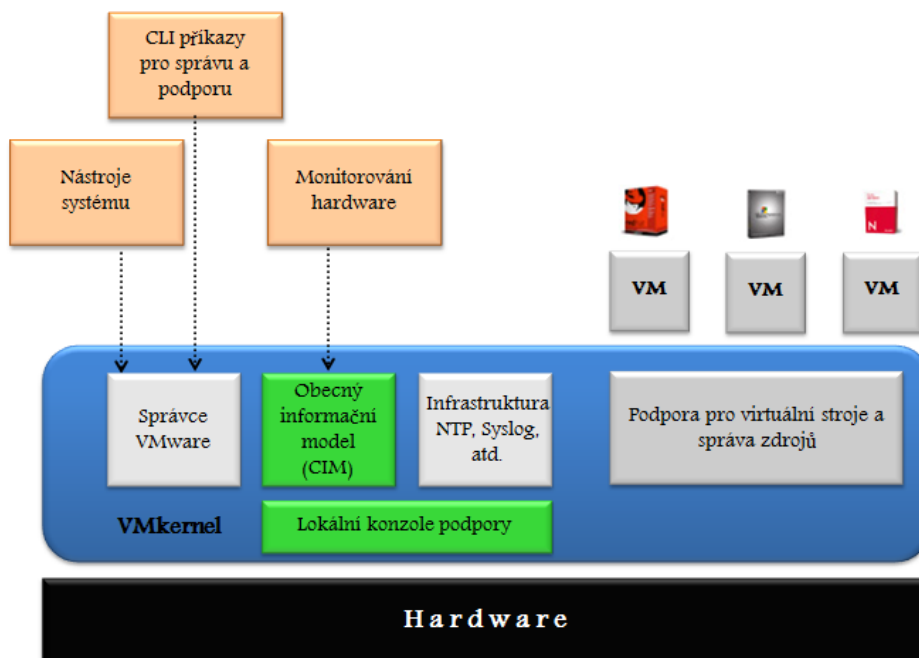 CLI příkazy
pro správu a
podporu
Nástroje
systému
Monitorování
hardware
VM
VM
VM
Správce
VMware
Obecný
informační
model
(CIM)
Infrastruktura
NTP, Syslog,
atd.
Podpora pro virtuální stroje a
správa zdrojů
VMkernel
Lokální konzole podpory
Hardware